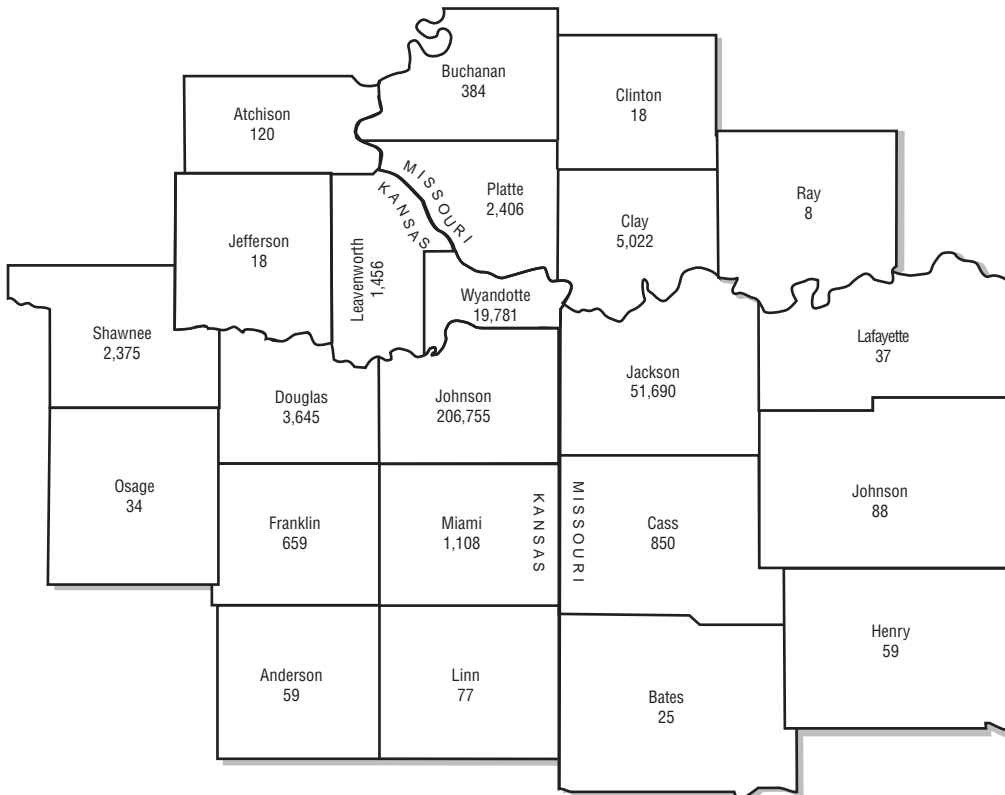 Buchanan
384
Clinton
18
Atchison
120
Ray
8
Platte
2,406
MISSOURI
KANSAS
Clay
5,022
Jefferson
18
Leavenworth
1,456
Wyandotte
19,781
Shawnee
2,375
Lafayette
37
Jackson
51,690
Douglas
3,645
Johnson
206,755
Osage
34
Franklin
659
Miami
1,108
KANSAS
MISSOURI
Cass
850
Johnson
88
Henry
59
Anderson
59
Linn
77
Bates
25